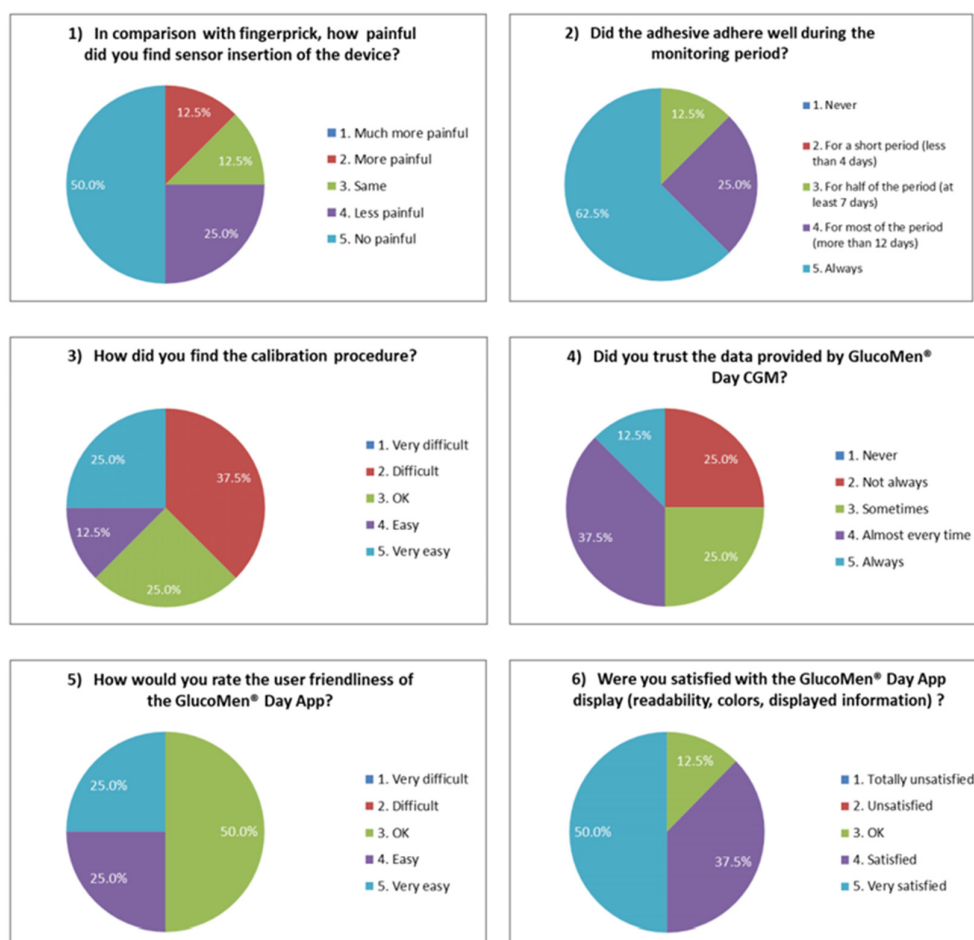 1) In comparison with fingerprick, how painful
did you find sensor insertion of the device?
12.5%
12.5%
25.0%
50.0%
1. Much more painful
2. More painful
3. Same
4. Less painful
5. No painful
2) Did the adhesive adhere well during the
monitoring period?
12.5%
25.0%
62.5%
1. Never
2. For a short period (less
than 4 days)
3. For half of the period (at
least 7 days)
4. For most of the period
(more than 12 days)
5. Always
3) How did you find the calibration procedure?
37.5%
25.0%
12.5%
25.0%
1. Very difficult
2. Difficult
3. OK
4. Easy
5. Very easy
4) Did you trust the data provided by GlucoMen®
Day CGM?
25.0%
25.0%
37.5%
12.5%
1. Never
2. Not always
3. Sometimes
4. Almost every time
5. Always
5) How would you rate the user friendliness of
the GlucoMen® Day App?
50.0%
25.0%
25.0%
1. Very difficult
2. Difficult
3. OK
4. Easy
5. Very easy
6) Were you satisfied with the GlucoMen® Day App
display (readability, colors, displayed information) ?
12.5%
37.5%
50.0%
1. Totally unsatisfied
2. Unsatisfied
3. OK
4. Satisfied
5. Very satisfied